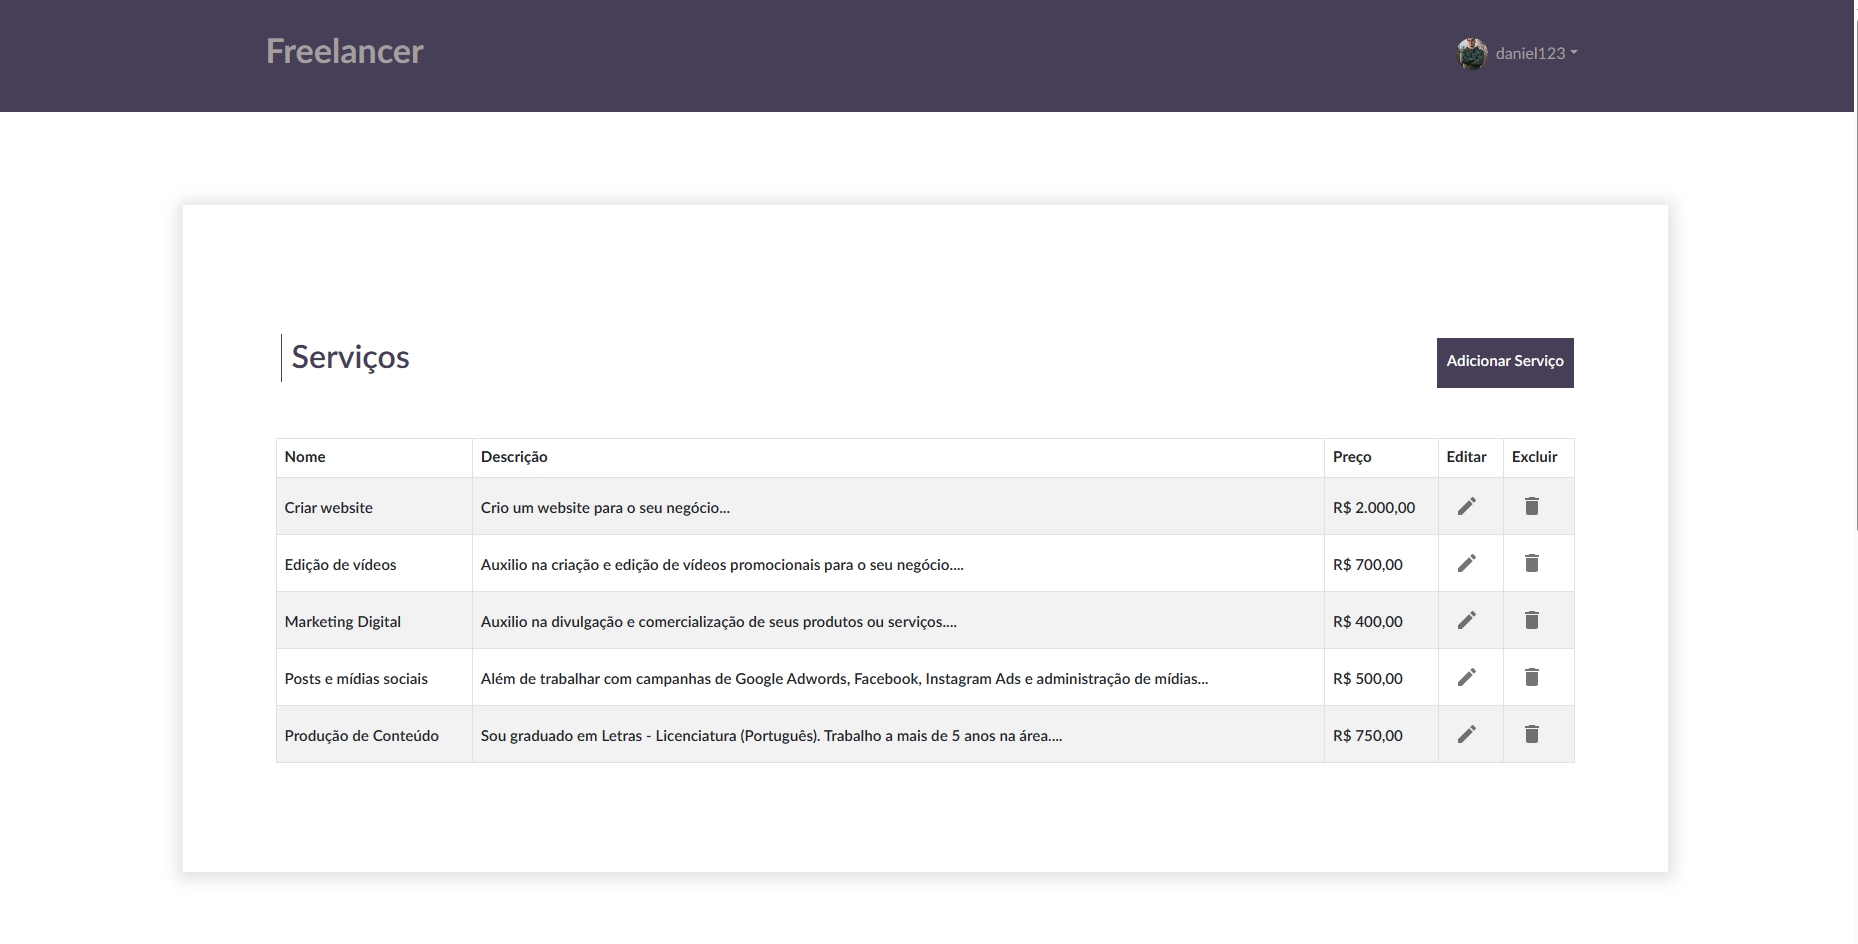 Freelancer
daniel123
Serviços
Adicionar Serviço
Nome Descrição Preço Editar Excluir
Criar website Crio um website para o seu negócio... R$ 2.000,00
Edição de vídeos Auxilio na criação e edição de vídeos promocionais para o seu negócio.... R$ 700,00
Marketing Digital Auxilio na divulgação e comercialização de seus produtos ou serviços.... R$ 400,00
Posts e mídias sociais Além de trabalhar com campanhas de Google Adwords, Facebook, Instagram Ads e administração de mídias... R$ 500,00
Produção de Conteúdo Sou graduado em Letras - Licenciatura (Português). Trabalho a mais de 5 anos na área.... R$ 750,00